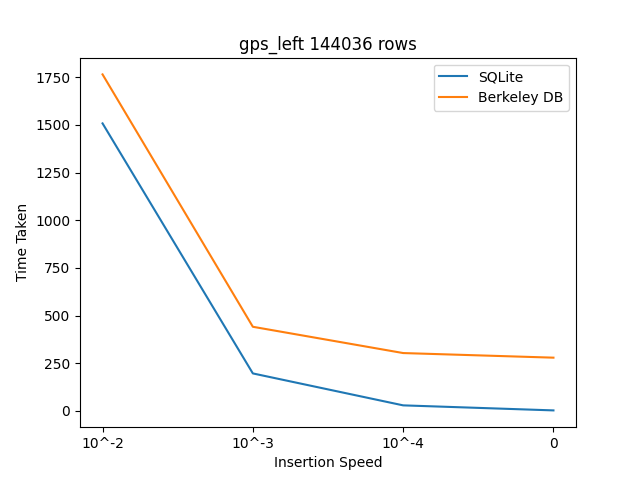 gps_left 144036 rows
SQLite
Berkeley DB
Time Taken
1750
1500
1250
1000
750
500
250
0
10^-2
10^-3
10^-4
0
Insertion Speed